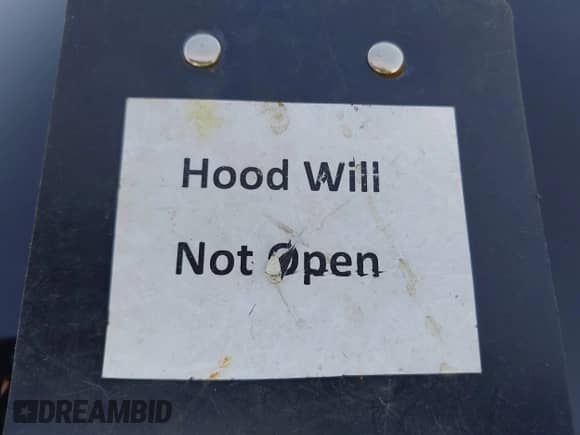 Hood Will
Not Open
DREAMBID